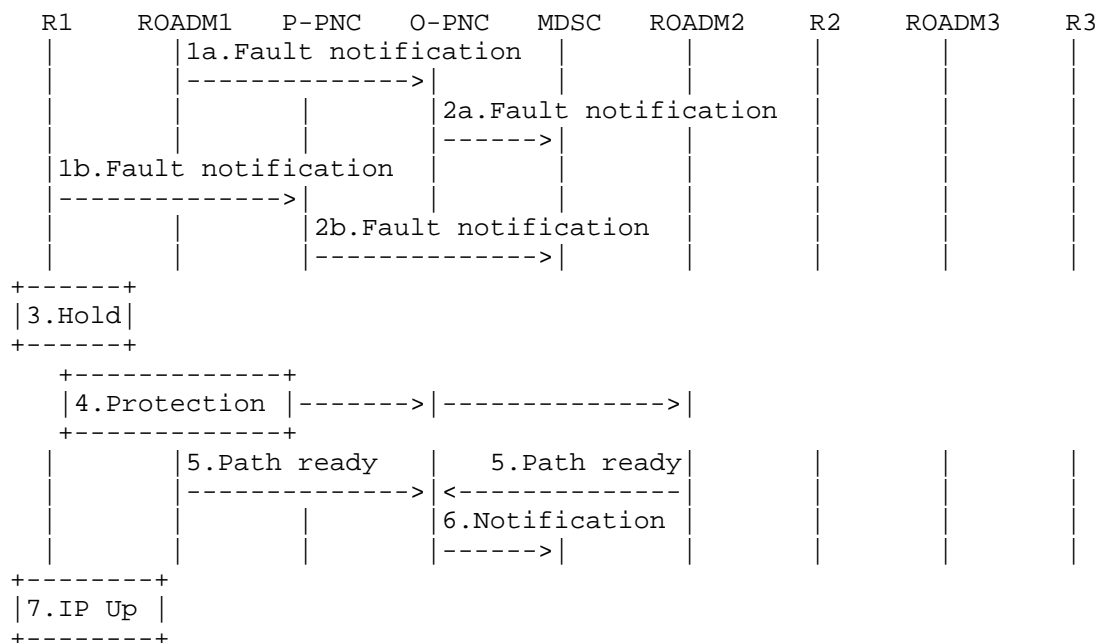 R1 ROADM1 P-PNC O-PNC MDSC ROADM2 R2 ROADM3 R3
1a.Fault notification
2a.Fault notification
1b.Fault notification
2b.Fault notification
3.Hold
4.Protection
5.Path ready 5.Path ready
6.Notification
7.IP Up